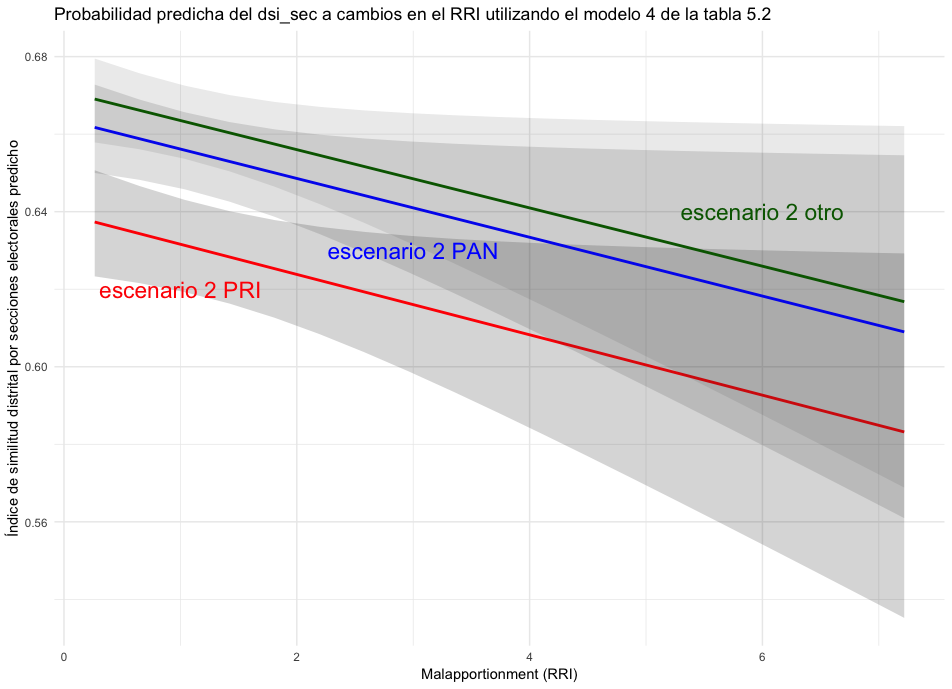 Probabilidad predicha del dsi_sec a cambios en el RRI utilizando el modelo 4 de la tabla 5.2
Índice de similitud distrital por secciones electorales predicho
0.68
0.64
0.60
0.56
escenario 2 otro
escenario 2 PAN
escenario 2 PRI
0
2
4
6
Malapportionment (RRI)